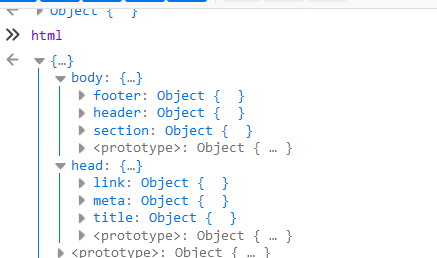 Object {  }
html
{…}
body: {…}
footer: Object {  }
header: Object {  }
section: Object {  }
<prototype>: Object { … }
head: {…}
link: Object {  }
meta: Object {  }
title: Object {  }
<prototype>: Object { … }
<prototype>: Object { … }